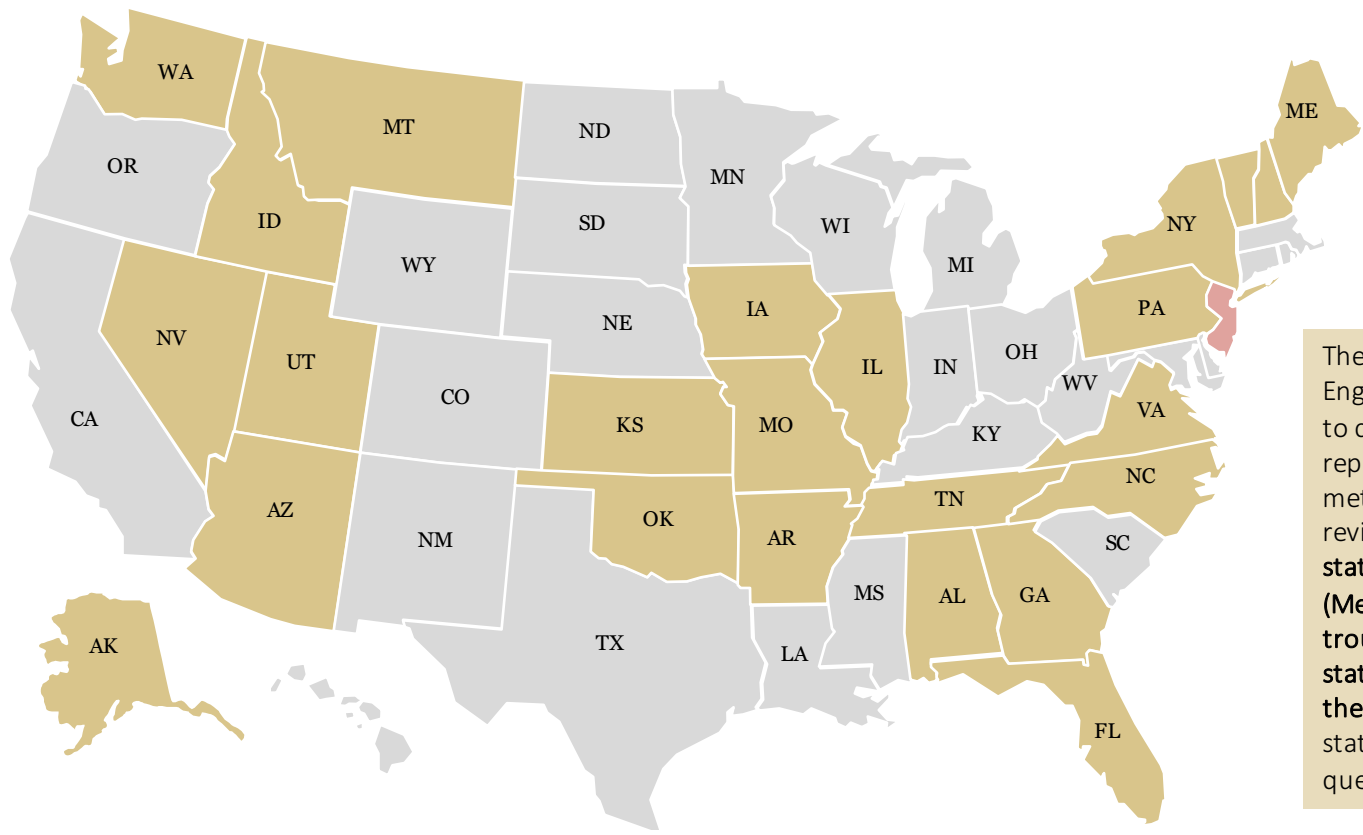 WA
MT
ND
ME
OR
MN
ID
SD
WI
NY
WY
MI
IA
PA
NE
NV
OH
UT
IL
IN
WV
CO
VA
CA
KS
MO
KY
NC
TN
AZ
OK
AR
NM
SC
MS
AL
GA
TX
AK
LA
FL
The
Eng
to
rep
met
revi
stat
(Me
trou
stat
the
stat
que